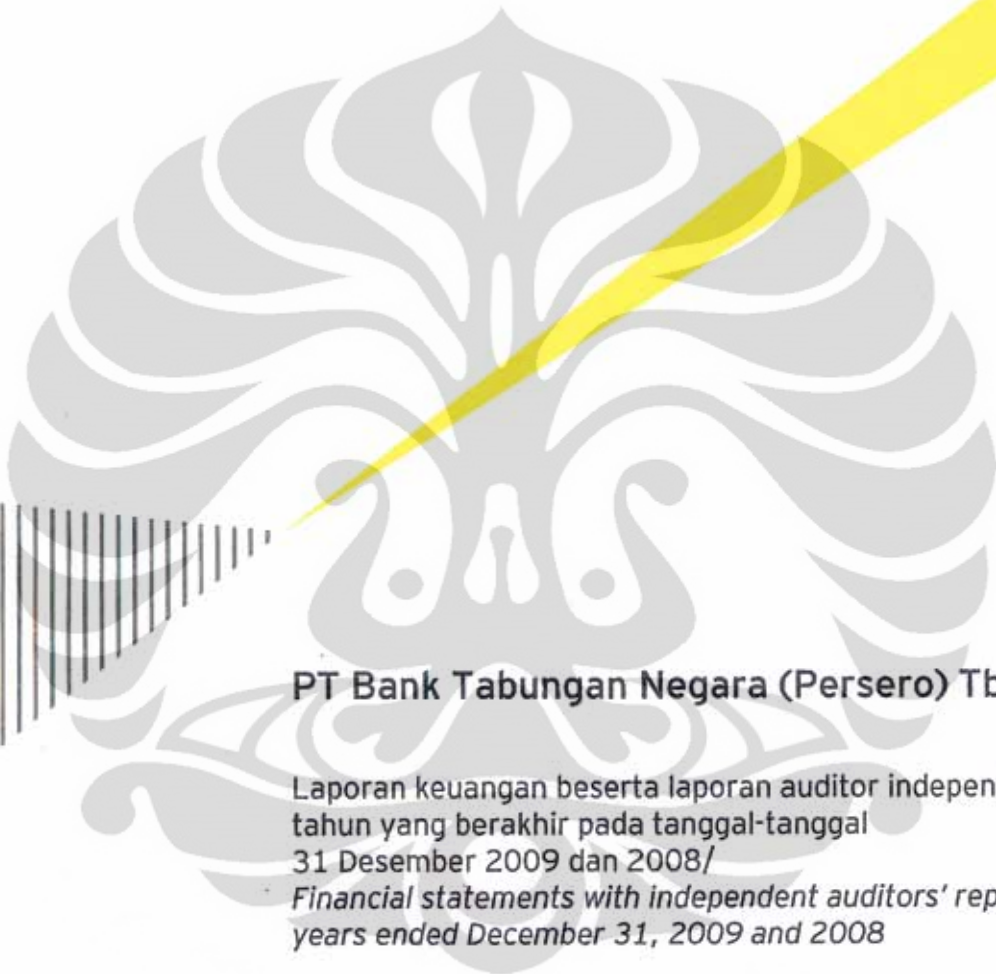 PT Bank Tabungan Negara (Persero) Tb
Laporan keuangan beserta laporan auditor indepen
tahun yang berakhir pada tanggal-tanggal
31 Desember 2009 dan 2008/
Financial statements with independent auditors' rep
years ended December 31, 2009 and 2008